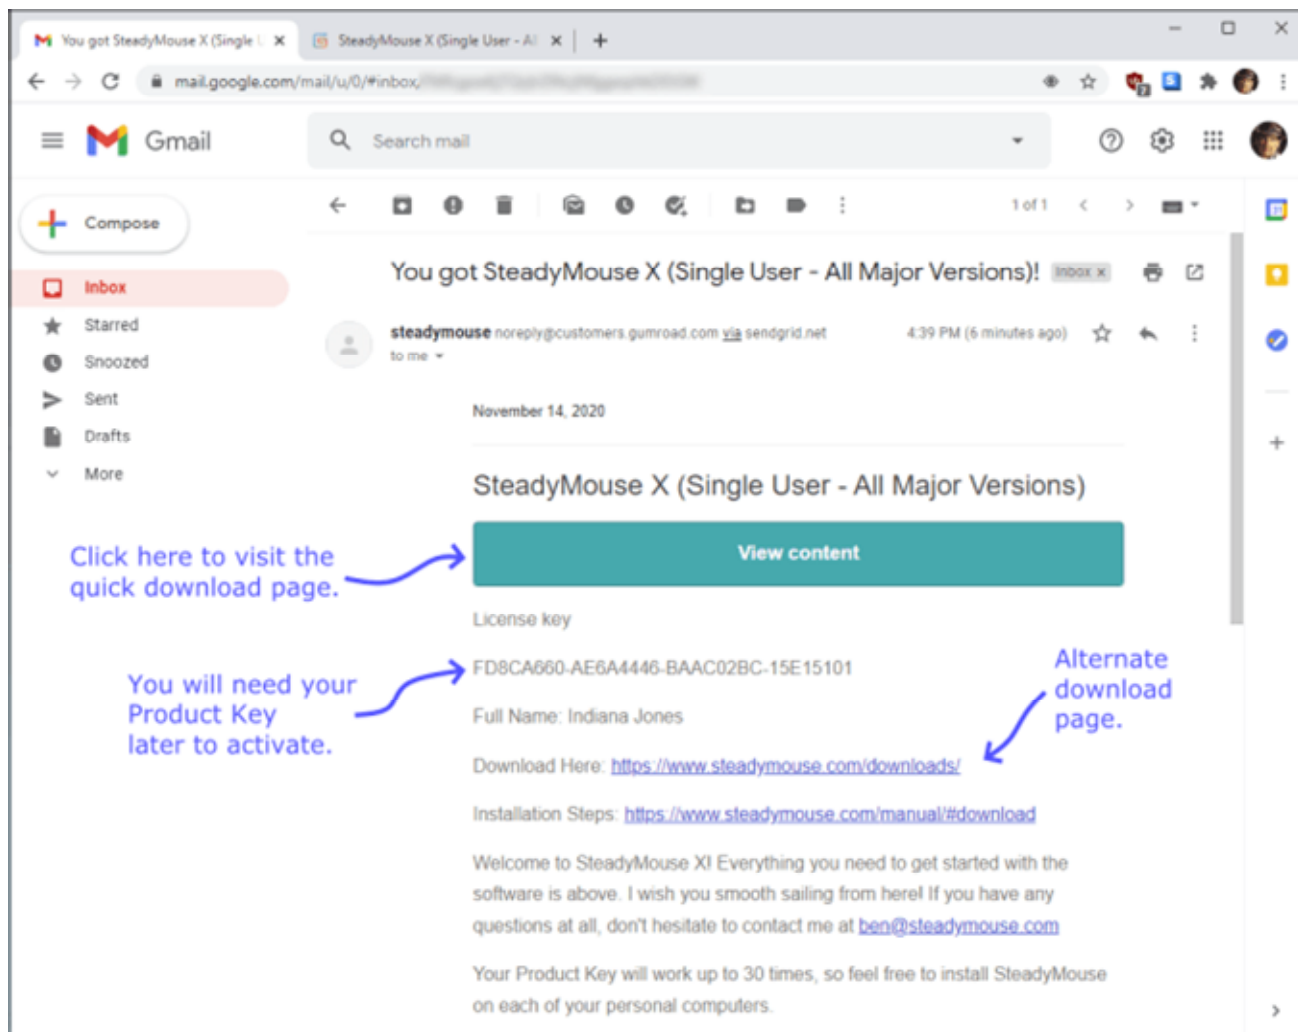 You got SteadyMouse X (Single U
SteadyMouse X (Single User - Al
mail.google.com/mail/u/0/#inbox/
2
Gmail
Search mail
Compose
1 of 1
31
Inbox
Starred
Snoozed
Sent
Drafts
More
You got SteadyMouse X (Single User - All Major Versions)! Inbox x
steadymouse noreply@customers.gumroad.com via sendgrid.net 4:39 PM (6 minutes ago)
to me
November 14, 2020
SteadyMouse X (Single User - All Major Versions)
View content
Click here to visit the
quick download page.
License key
FD8CA660-AE6A4446-BAAC02BC-15E15101
You will need your
Product Key
later to activate.
Alternate
download
page.
Full Name: Indiana Jones
Download Here: https://www.steadymouse.com/downloads/
Installation Steps: https://www.steadymouse.com/manual/#download
Welcome to SteadyMouse X! Everything you need to get started with the
software is above. I wish you smooth sailing from here! If you have any
questions at all, don't hesitate to contact me at ben@steadymouse.com
Your Product Key will work up to 30 times, so feel free to install SteadyMouse
on each of your personal computers.